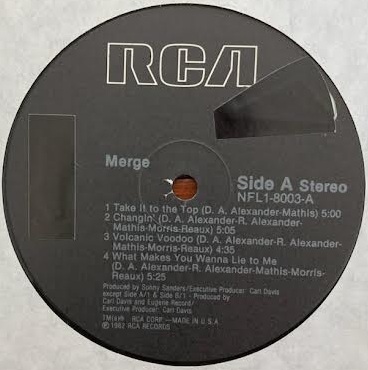 RCA
Merge
Side A Stereo
NFL1-8003-A
1 Take it to the Top (D. A. Alexander-Mathis) 5:00
2 Changin' (D. A. Alexander-R. Alexander-
Mathis-Morris-Reaux) 5:05
3 Volcanic Voodoo (D. A. Alexander-R. Alexander-
Mathis-Morris-Reaux) 4:35
4 What Makes You Wanna Lie to Me
(D. A. Alexander-R. Alexander-Mathis-Morris-
Reaux) 5:25
Produced by Sonny Sanders/Executive Producer: Carl Davis
except Side A/1 & Side B/1 - Produced by
Carl Davis and Eugene Record/
Executive Producer: Carl Davis
TM(s)® RCA CORP.—MADE IN U.S.A.
℗1982 RCA RECORDS